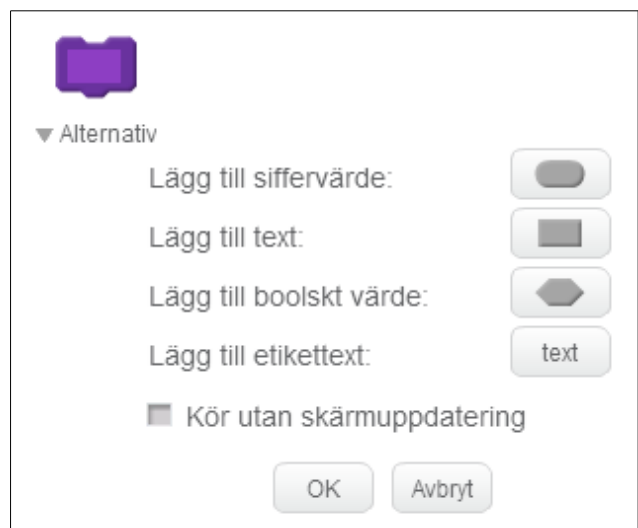 Alternativ
Lägg till siffervärde:
Lägg till text:
Lägg till boolskt värde:
Lägg till etikettext: text
Kör utan skärmuppdatering
OK Avbryt